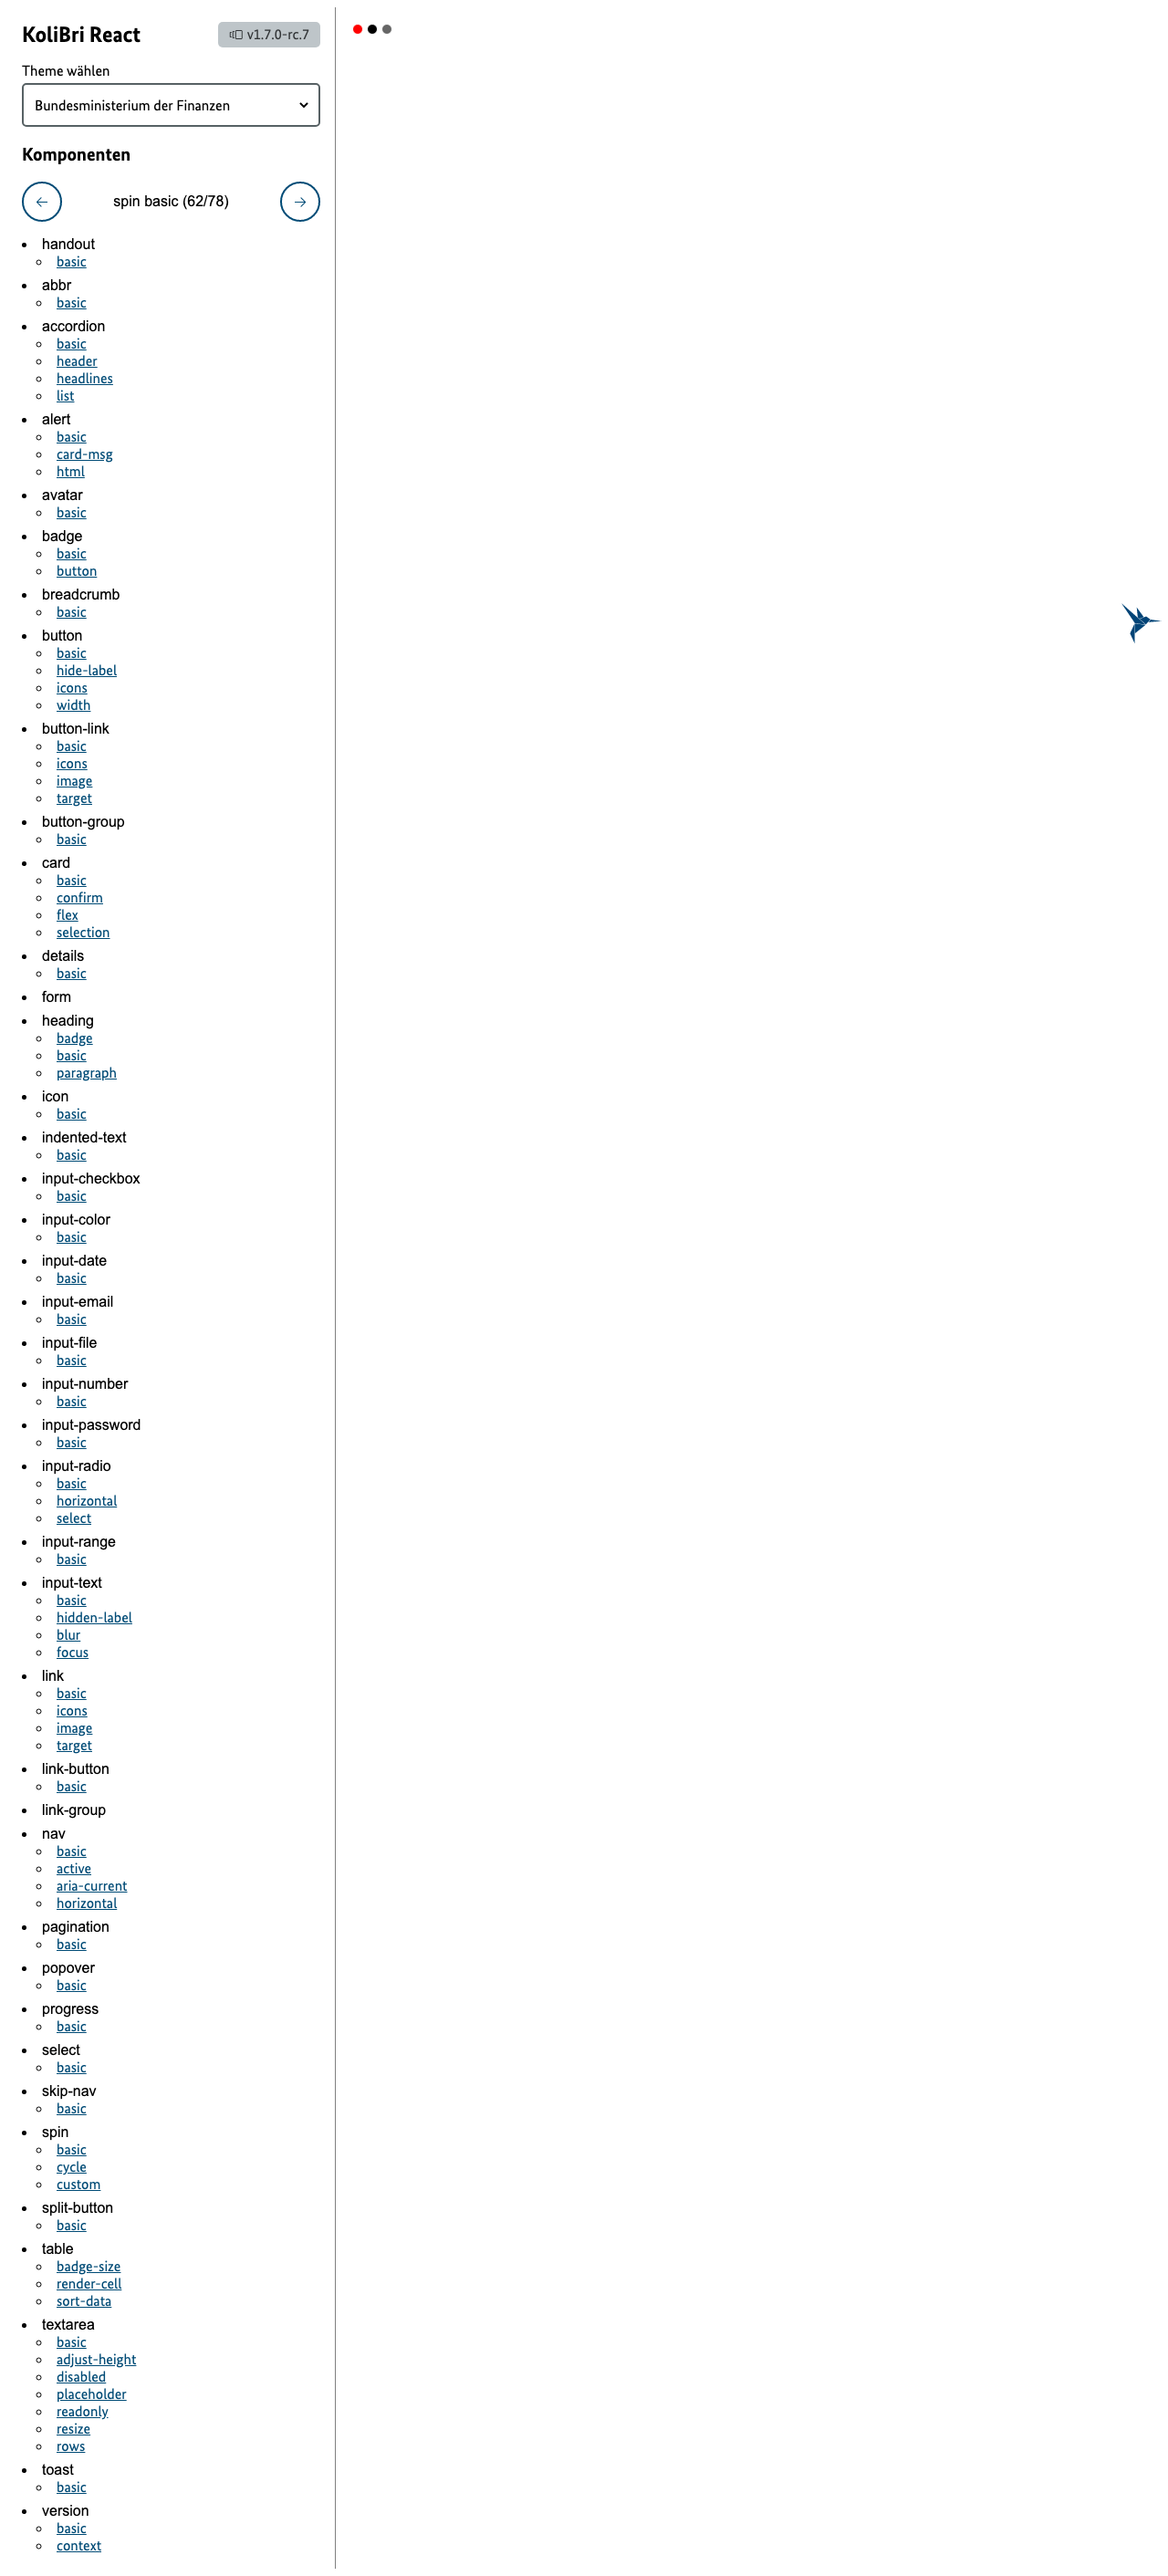 KoliBri React
v1.7.0-rc.7
Theme wählen
Bundesministerium der Finanzen
Komponenten
spin basic (62/78)
handout
basic
abbr
basic
accordion
basic
header
headlines
list
alert
basic
card-msg
html
avatar
basic
badge
basic
button
breadcrumb
basic
button
basic
hide-label
icons
width
button-link
basic
icons
image
target
button-group
basic
card
basic
confirm
flex
selection
details
basic
form
heading
badge
basic
paragraph
icon
basic
indented-text
basic
input-checkbox
basic
input-color
basic
input-date
basic
input-email
basic
input-file
basic
input-number
basic
input-password
basic
input-radio
basic
horizontal
select
input-range
basic
input-text
basic
hidden-label
blur
focus
link
basic
icons
image
target
link-button
basic
link-group
nav
basic
active
aria-current
horizontal
pagination
basic
popover
basic
progress
basic
select
basic
skip-nav
basic
spin
basic
cycle
custom
split-button
basic
table
badge-size
render-cell
sort-data
textarea
basic
adjust-height
disabled
placeholder
readonly
resize
rows
toast
basic
version
basic
context